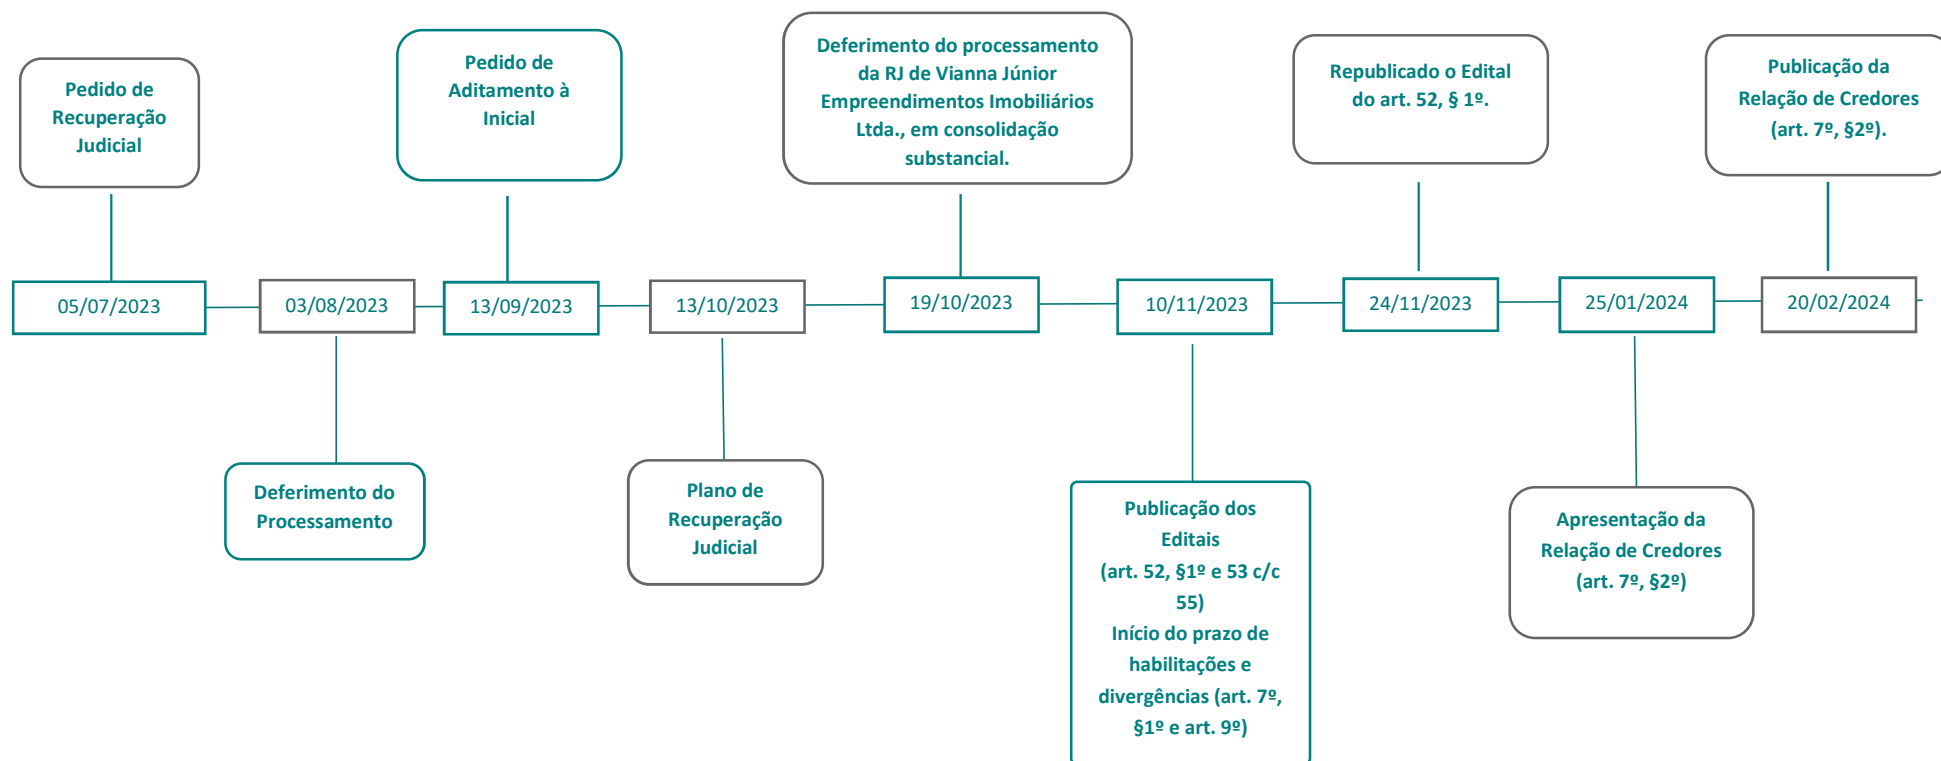 Pedido de
Recuperação
Judicial
Pedido de
Aditamento à
Inicial
Deferimento do processamento
da RJ de Vianna Júnior
Empreendimentos Imobiliários
Ltda., em consolidação
substancial.
Republicado o Edital
do art. 52, § 1º.
Publicação da
Relação de Credores
(art. 7º, §2º).
05/07/2023
03/08/2023
13/09/2023
13/10/2023
19/10/2023
10/11/2023
24/11/2023
25/01/2024
20/02/2024
Deferimento do
Processamento
Plano de
Recuperação
Judicial
Publicação dos
Editais
(art. 52, §1º e 53 c/c
55)
Início do prazo de
habilitações e
divergências (art. 7º,
§1º e art. 9º)
Apresentação da
Relação de Credores
(art. 7º, §2º)